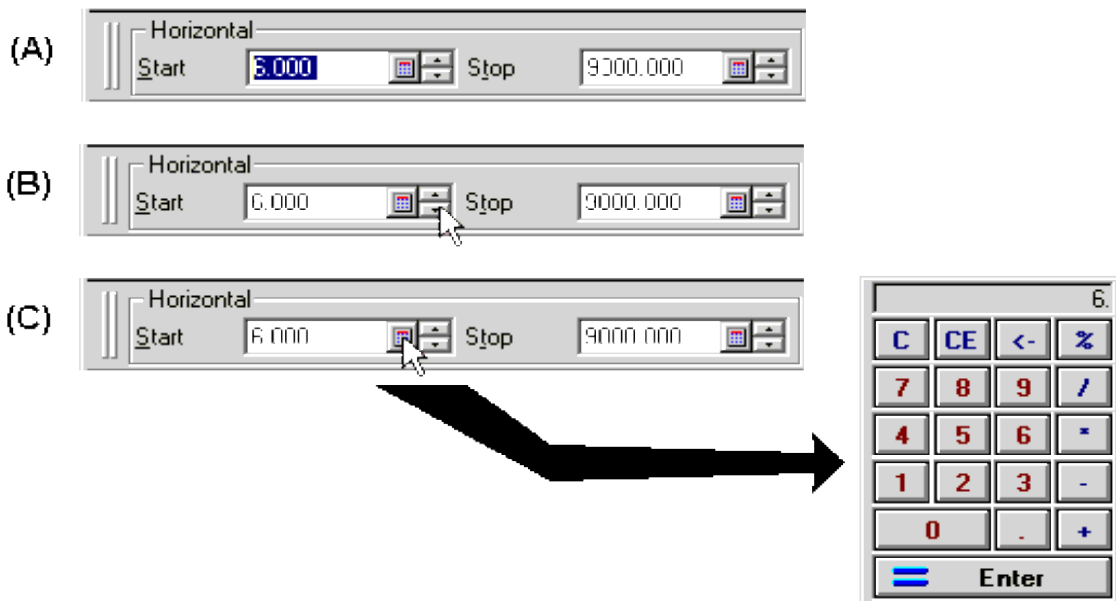 (A)
Horizontal
Start 6.000 Stop 9000.000
(B)
Horizontal
Start 6.000 Stop 9000.000
(C)
Horizontal
Start 6.000 Stop 9000.000
6.
C CE <- %
7 8 9 /
4 5 6 *
1 2 3 -
0 . +
= Enter